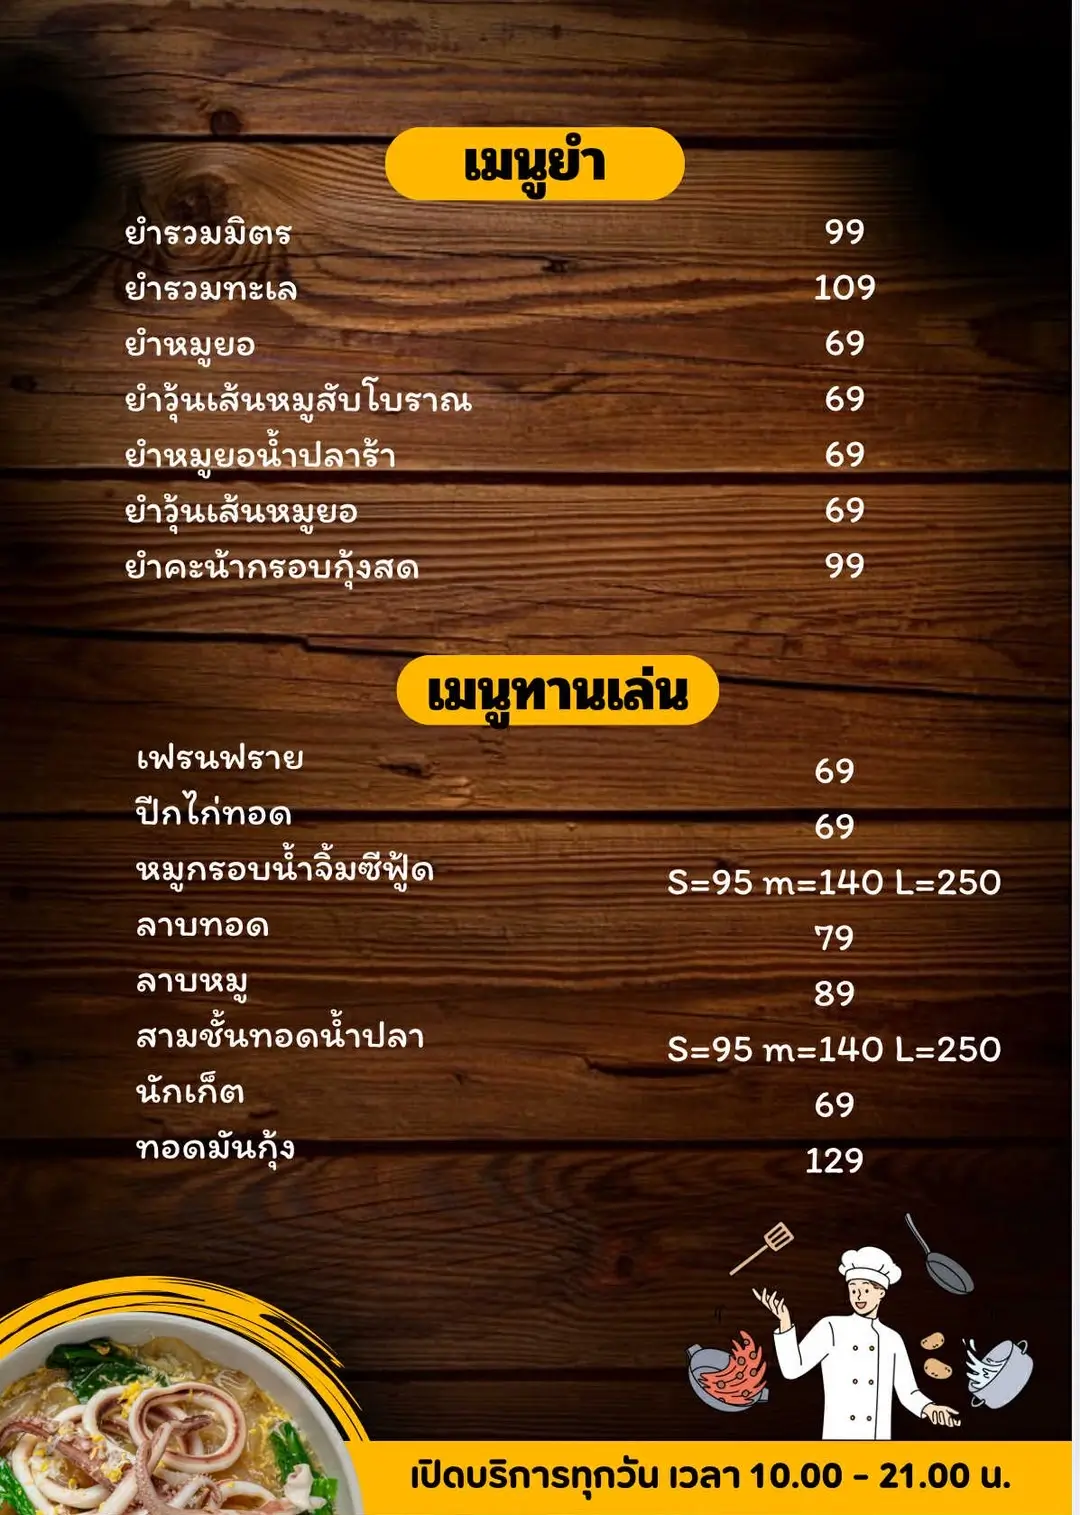 เมนูยำ
ยำรวมมิตร 99
ยำรวมทะเล 109
ยำหมูยอ 69
ยำวุ้นเส้นหมูสับโบราณ 69
ยำหมูยอน้ำปลาร้า 69
ยำวุ้นเส้นหมูยอ 69
ยำคะน้ากรอบกุ้งสด 99
เมนูทานเล่น
เฟรนฟราย 69
ปีกไก่ทอด 69
หมูกรอบน้ำจิ้มซีฟู้ด S=95 m=140 L=250
ลาบทอด 79
ลาบหมู 89
สามชั้นทอดน้ำปลา S=95 m=140 L=250
นักเก็ต 69
ทอดมันกุ้ง 129
เปิดบริการทุกวัน เวลา 10.00 - 21.00 น.